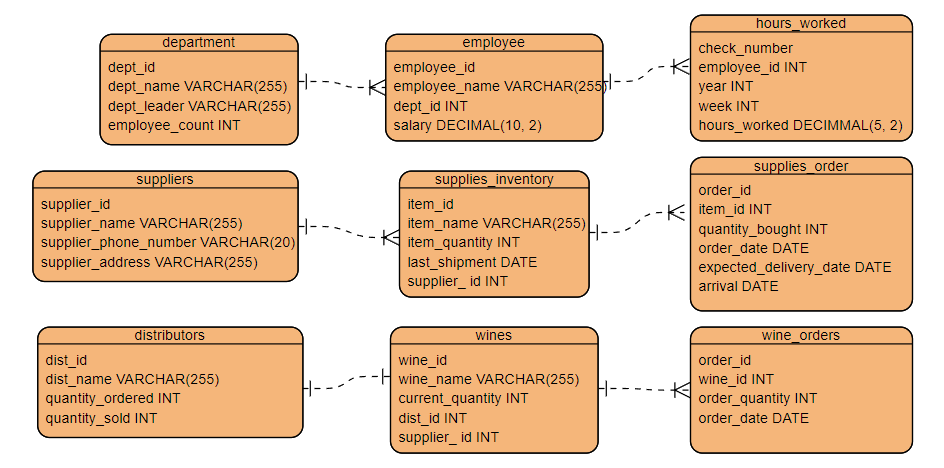 department
dept_id
dept_name VARCHAR(255)
dept_leader VARCHAR(255)
employee_count INT
employee
employee_id
employee_name VARCHAR(255)
dept_id INT
salary DECIMAL(10, 2)
hours_worked
check_number
employee_id INT
year INT
week INT
hours_worked DECIMMAL(5, 2)
suppliers
supplier_id
supplier_name VARCHAR(255)
supplier_phone_number VARCHAR(20)
supplier_address VARCHAR(255)
supplies_inventory
item_id
item_name VARCHAR(255)
item_quantity INT
last_shipment DATE
supplier_ id INT
supplies_order
order_id
item_id INT
quantity_bought INT
order_date DATE
expected_delivery_date DATE
arrival DATE
distributors
dist_id
dist_name VARCHAR(255)
quantity_ordered INT
quantity_sold INT
wines
wine_id
wine_name VARCHAR(255)
current_quantity INT
dist_id INT
supplier_ id INT
wine_orders
order_id
wine_id INT
order_quantity INT
order_date DATE